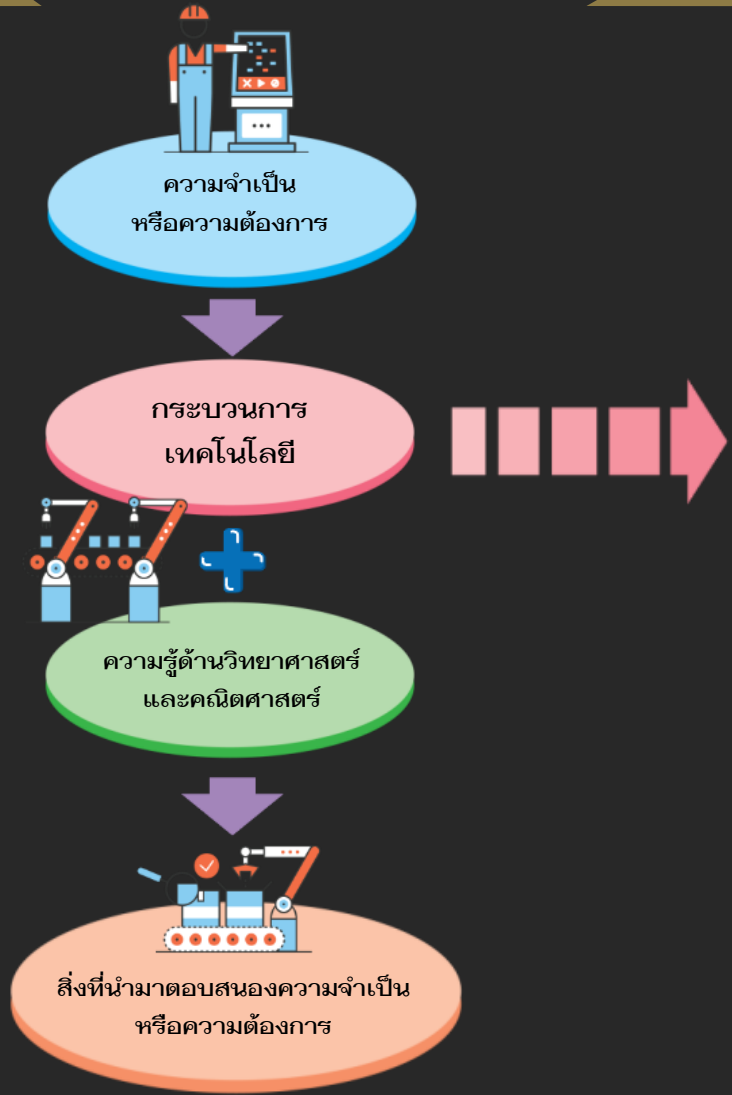 ความจำเป็น
หรือความต้องการ
กระบวนการ
เทคโนโลยี
ความรู้ด้านวิทยาศาสตร์
และคณิตศาสตร์
สิ่งที่นำมาตอบสนองความจำเป็น
หรือความต้องการ